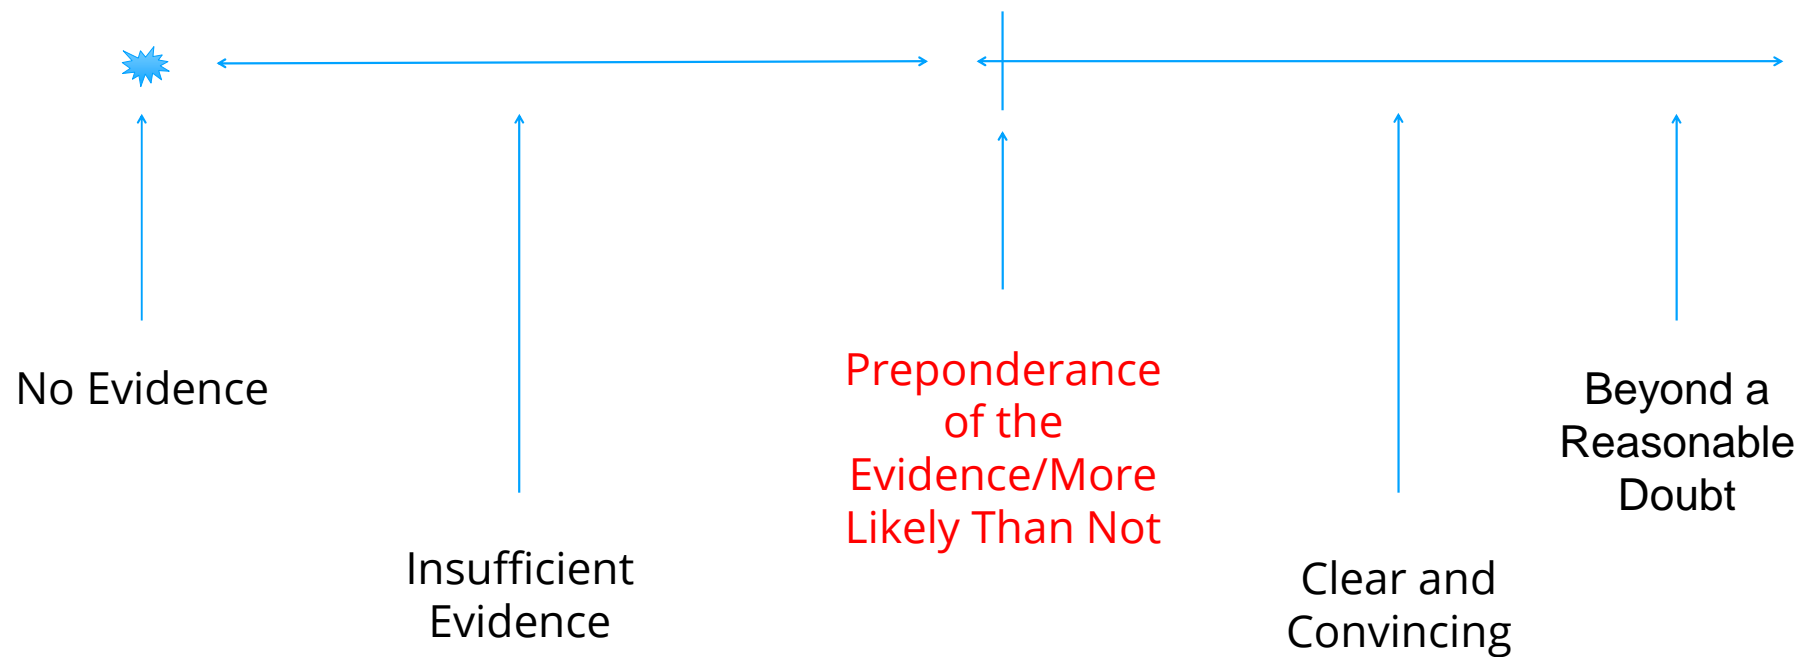 No Evidence
Insufficient
Evidence
Preponderance
of the
Evidence/More
Likely Than Not
Clear and
Convincing
Beyond a
Reasonable
Doubt